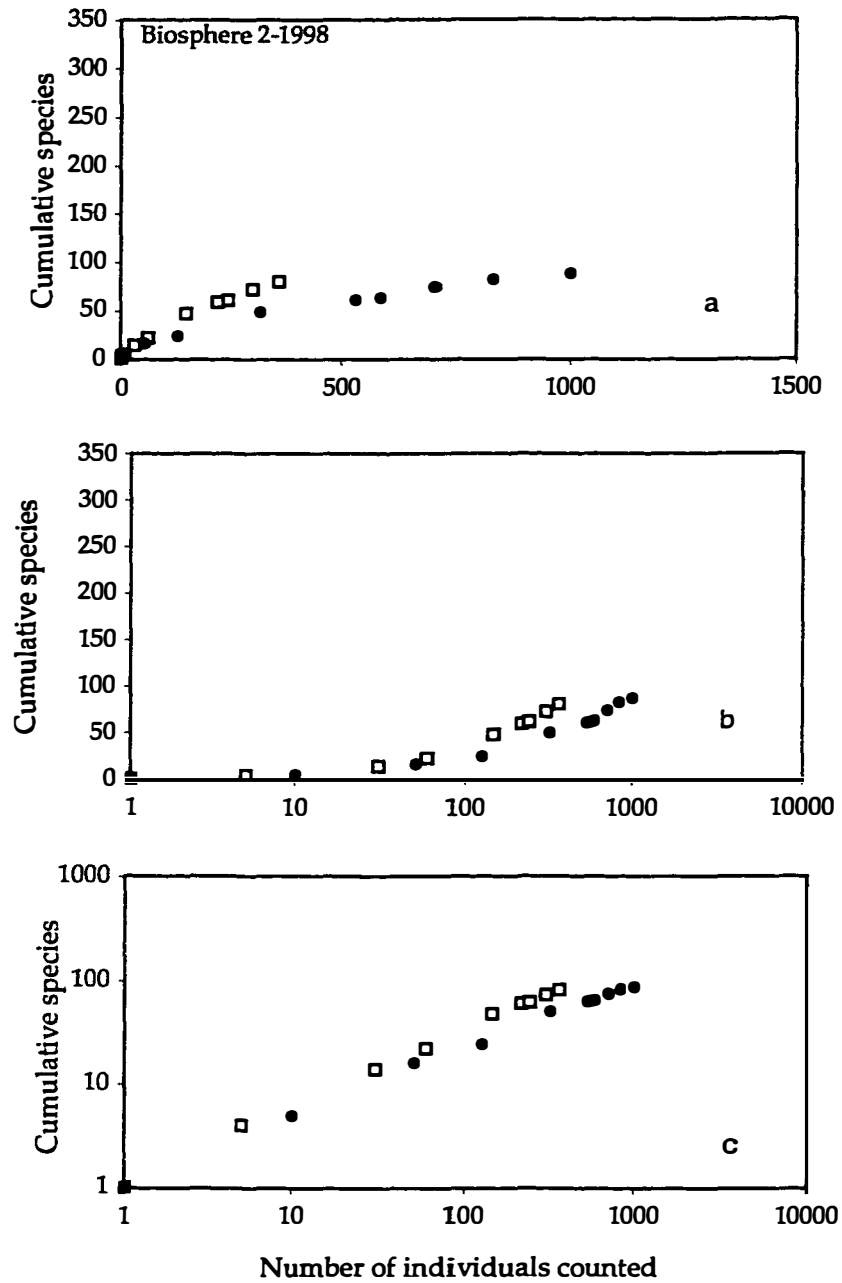 350
Biosphere 2-1998
300
250
200
150
100
50
0
Cumulative species
a
0 500 1000 1500
350
300
250
200
150
100
50
0
Cumulative species
b
1 10 100 1000 10000
1000
100
10
1
Cumulative species
c
1 10 100 1000 10000
Number of individuals counted